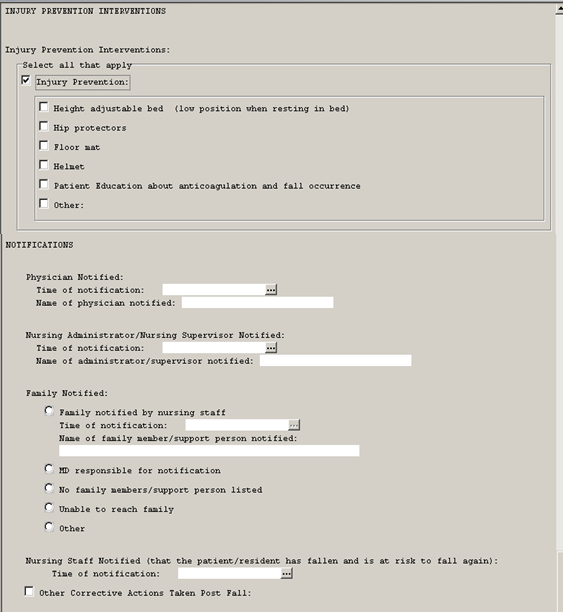 INJURY PREVENTION INTERVENTIONS
Injury Prevention Interventions:
Select all that apply
Injury Prevention:
Height adjustable bed (low position when resting in bed)
Hip protectors
Floor mat
Helmet
Patient Education about anticoagulation and fall occurrence
Other:
NOTIFICATIONS
Physician Notified:
Time of notification:
Name of physician notified:
Nursing Administrator/Nursing Supervisor Notified:
Time of notification:
Name of administrator/supervisor notified:
Family Notified:
Family notified by nursing staff
Time of notification:
Name of family member/support person notified:
MD responsible for notification
No family members/support person listed
Unable to reach family
Other
Nursing Staff Notified (that the patient/resident has fallen and is at risk to fall again):
Time of notification:
Other Corrective Actions Taken Post Fall: